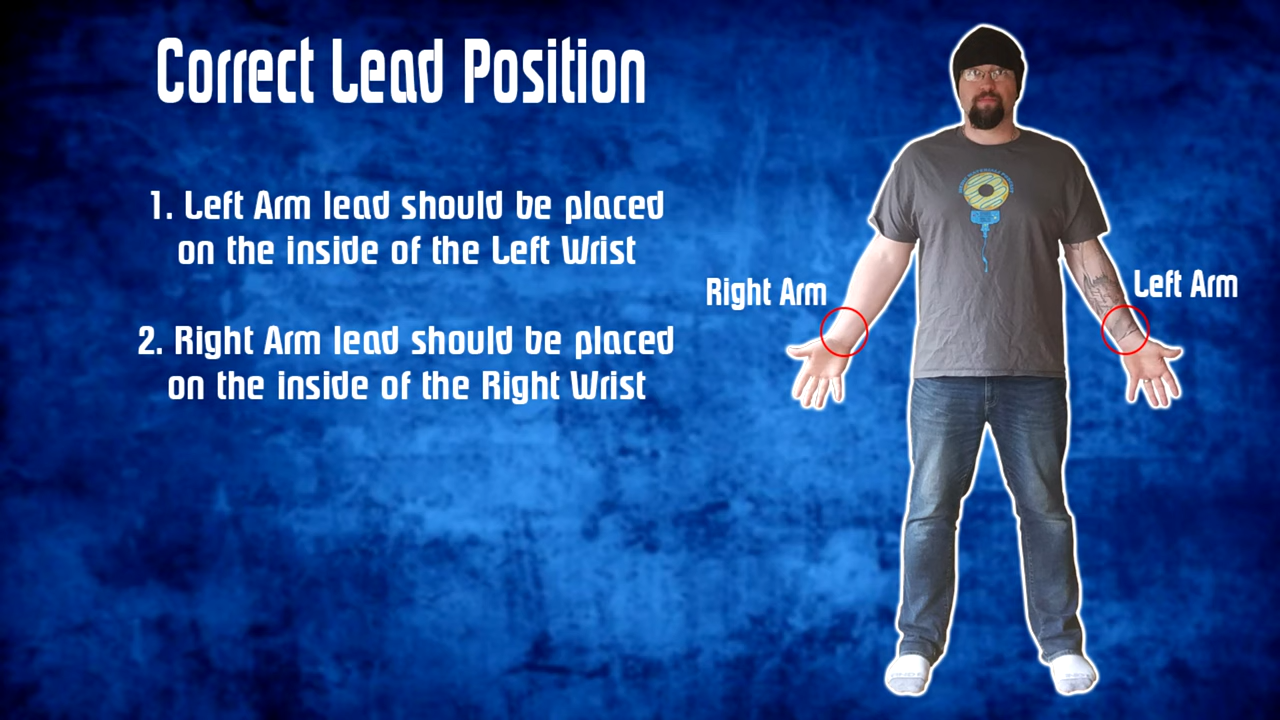 Correct Lead Position
1. Left Arm lead should be placed
on the inside of the Left Wrist
2. Right Arm lead should be placed
on the inside of the Right Wrist
Right Arm
Left Arm